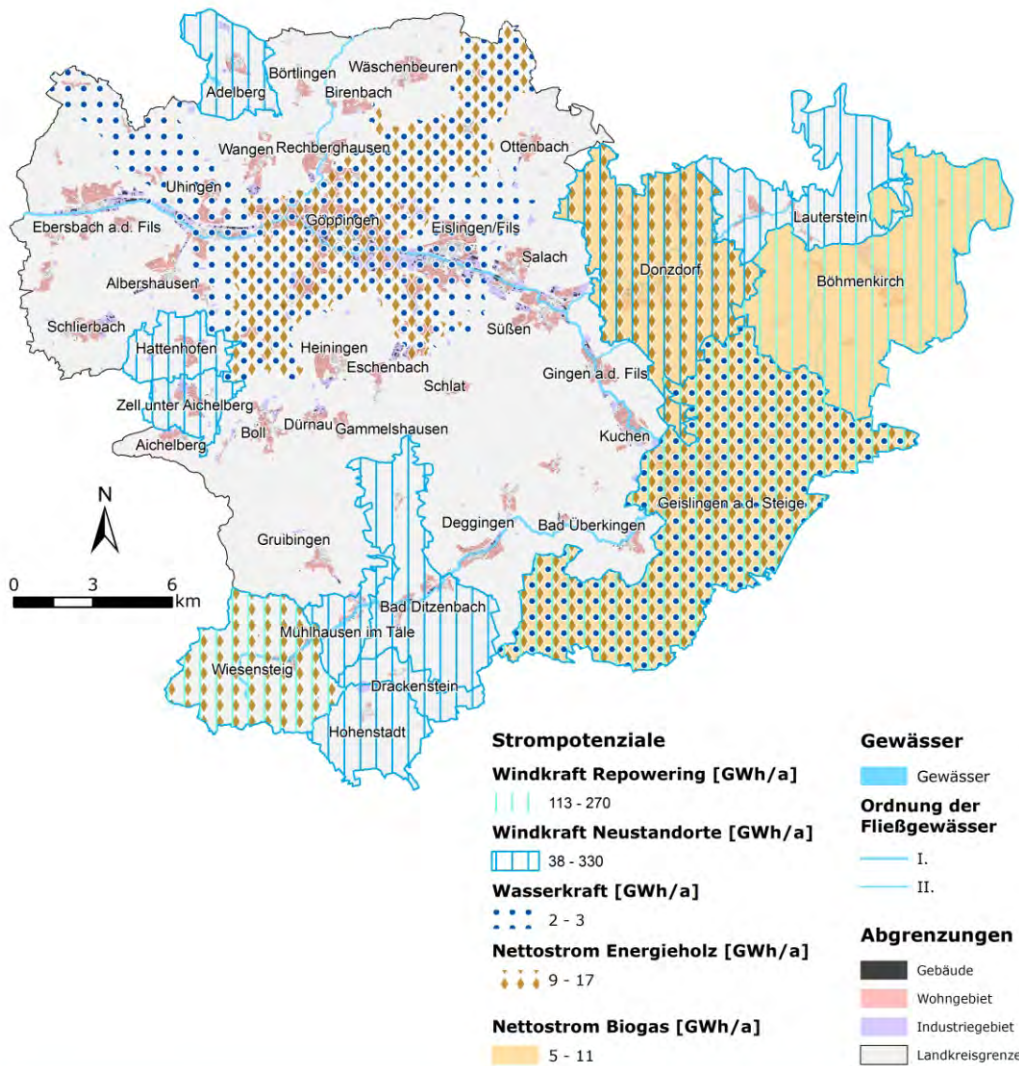 Adelberg
Börtlingen
Wäschenbeuren
Birenbach
Wangen
Rechberghausen
Ottenbach
Uhingen
Ebersbach a.d. Fils
Göppingen
Eislingen/Fils
Lauterstein
Salach
Donzdorf
Böhmenkirch
Albershausen
Süßen
Schlierbach
Hattenhofen
Heiningen
Eschenbach
Gingen a.d. Fils
Schlat
Zell unter Aichelberg
Dürnau
Gammelshausen
Aichelberg
Boll
Kuchen
N
Geislingen a.d. Steige
Deggingen
Bad Überkingen
Gruibingen
0 3 6
km
Bad Ditzenbach
Mühlhausen im Täle
Wiesensteig
Drackenstein
Hohenstadt
Strompotenziale
Windkraft Repowering [GWh/a]
113 - 270
Windkraft Neustandorte [GWh/a]
38 - 330
Wasserkraft [GWh/a]
2 - 3
Nettostrom Energieholz [GWh/a]
9 - 17
Nettostrom Biogas [GWh/a]
5 - 11
Gewässer
Gewässer
Ordnung der
Fließgewässer
I.
II.
Abgrenzungen
Gebäude
Wohngebiet
Industriegebiet
Landkreisgrenze